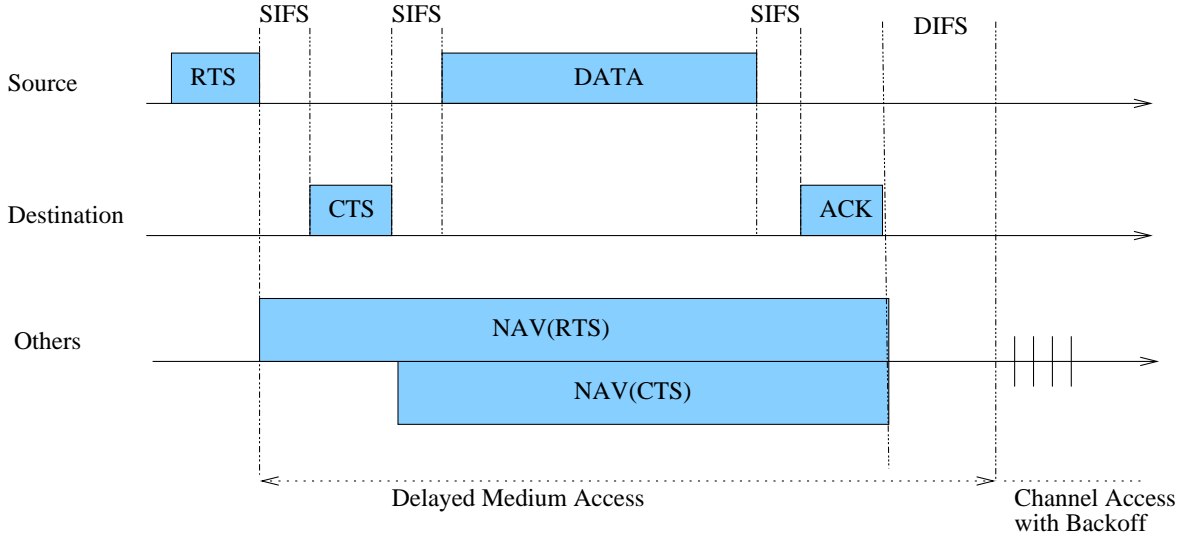 SIFS
SIFS
SIFS
DIFS
RTS
DATA
Source
CTS
ACK
Destination
NAV(RTS)
Others
NAV(CTS)
Delayed Medium Access
Channel Access
with Backoff